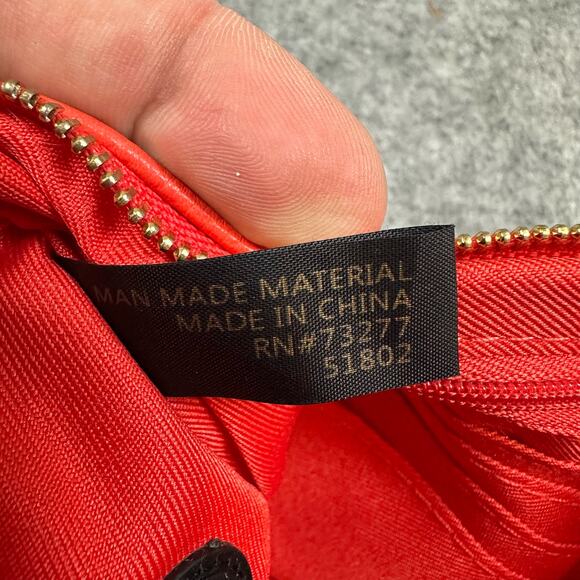 MAN MADE MATERIAL
MADE IN CHINA
RN#73277
51802